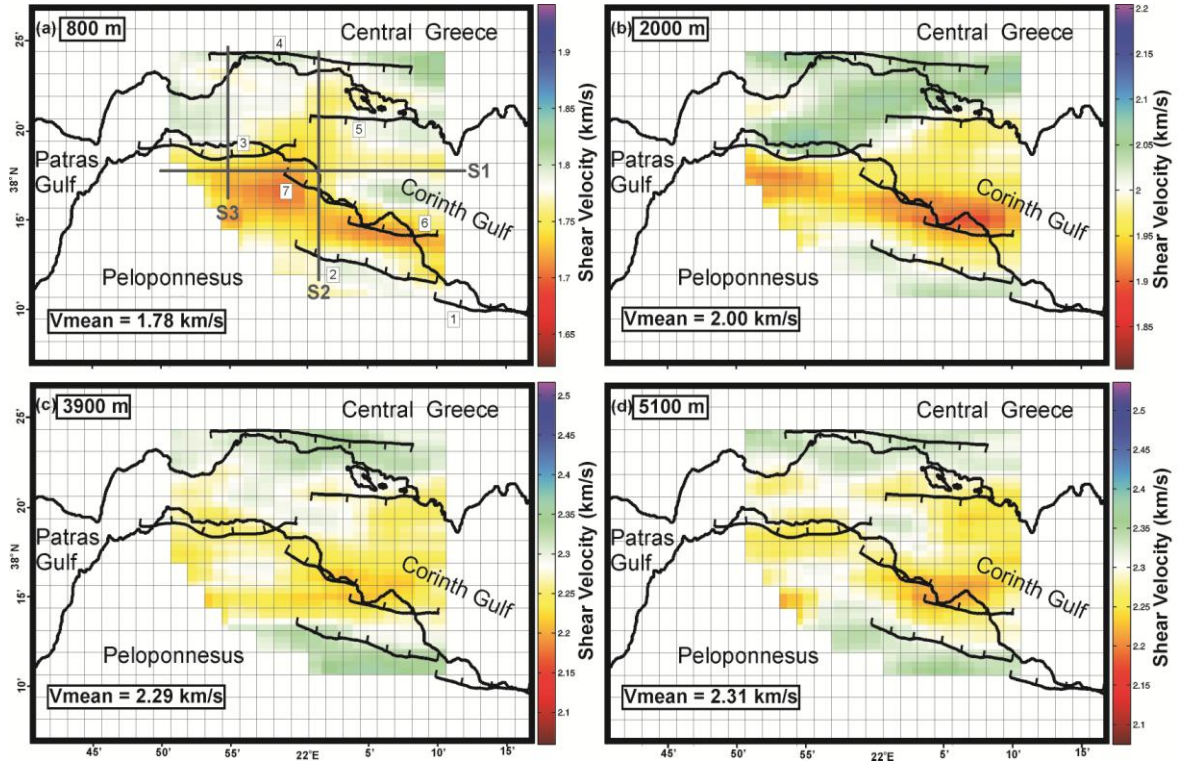 (a) 800 m
Central Greece
4
5
3
Patras
Gulf
S1
7
Corinth Gulf
S3
6
2
Peloponnesus
S2
1
Vmean = 1.78 km/s
25'
20'
38° N
15'
10'
1.9
1.85
1.8
1.75
1.7
1.65
Shear Velocity (km/s)
(b) 2000 m
Central Greece
Patras
Gulf
Corinth Gulf
Peloponnesus
Vmean = 2.00 km/s
2.2
2.15
2.1
2.05
2
1.95
1.9
1.85
Shear Velocity (km/s)
(c) 3900 m
Central Greece
Patras
Gulf
Corinth Gulf
Peloponnesus
Vmean = 2.29 km/s
25'
20'
38° N
15'
10'
45'
50'
55'
22°E
5'
10'
15'
2.5
2.45
2.4
2.35
2.3
2.25
2.2
2.15
2.1
Shear Velocity (km/s)
(d) 5100 m
Central Greece
Patras
Gulf
Corinth Gulf
Peloponnesus
Vmean = 2.31 km/s
45'
50'
55'
22°E
5'
10'
15'
2.5
2.45
2.4
2.35
2.3
2.25
2.2
2.15
2.1
Shear Velocity (km/s)